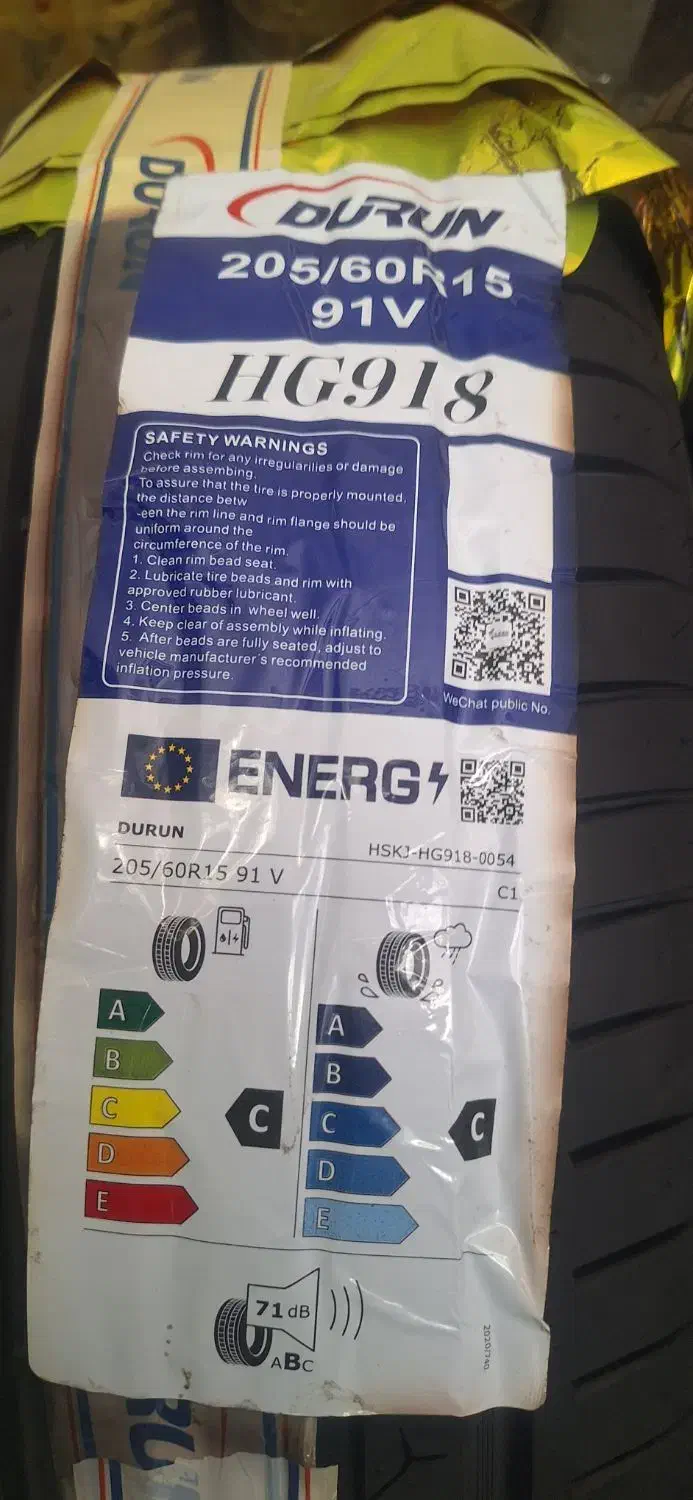 DURUN
DURUN
205/60R15
91V
HG918
SAFETY WARNINGS
Check rim for any irregularilies or damage
before assembing.
To assure that the tire is properly mounted,
the distance betw
-een the rim line and rim flange should be
uniform around the
circumference of the rim.
1. Clean rim bead seat.
2. Lubricate tire beads and rim with
approved rubber lubricant.
3. Center beads in wheel well.
4. Keep clear of assembly while inflating.
5. After beads are fully seated, adjust to
vehicle manufacturer's recommended
inflation pressure.
WeChat public No.
ENERG
DURUN
HSKJ-HG918-0054
205/60R15 91 V
C1
A
B
C
D
E
C
A
B
C
D
E
C
71 dB
ABC
2020/740